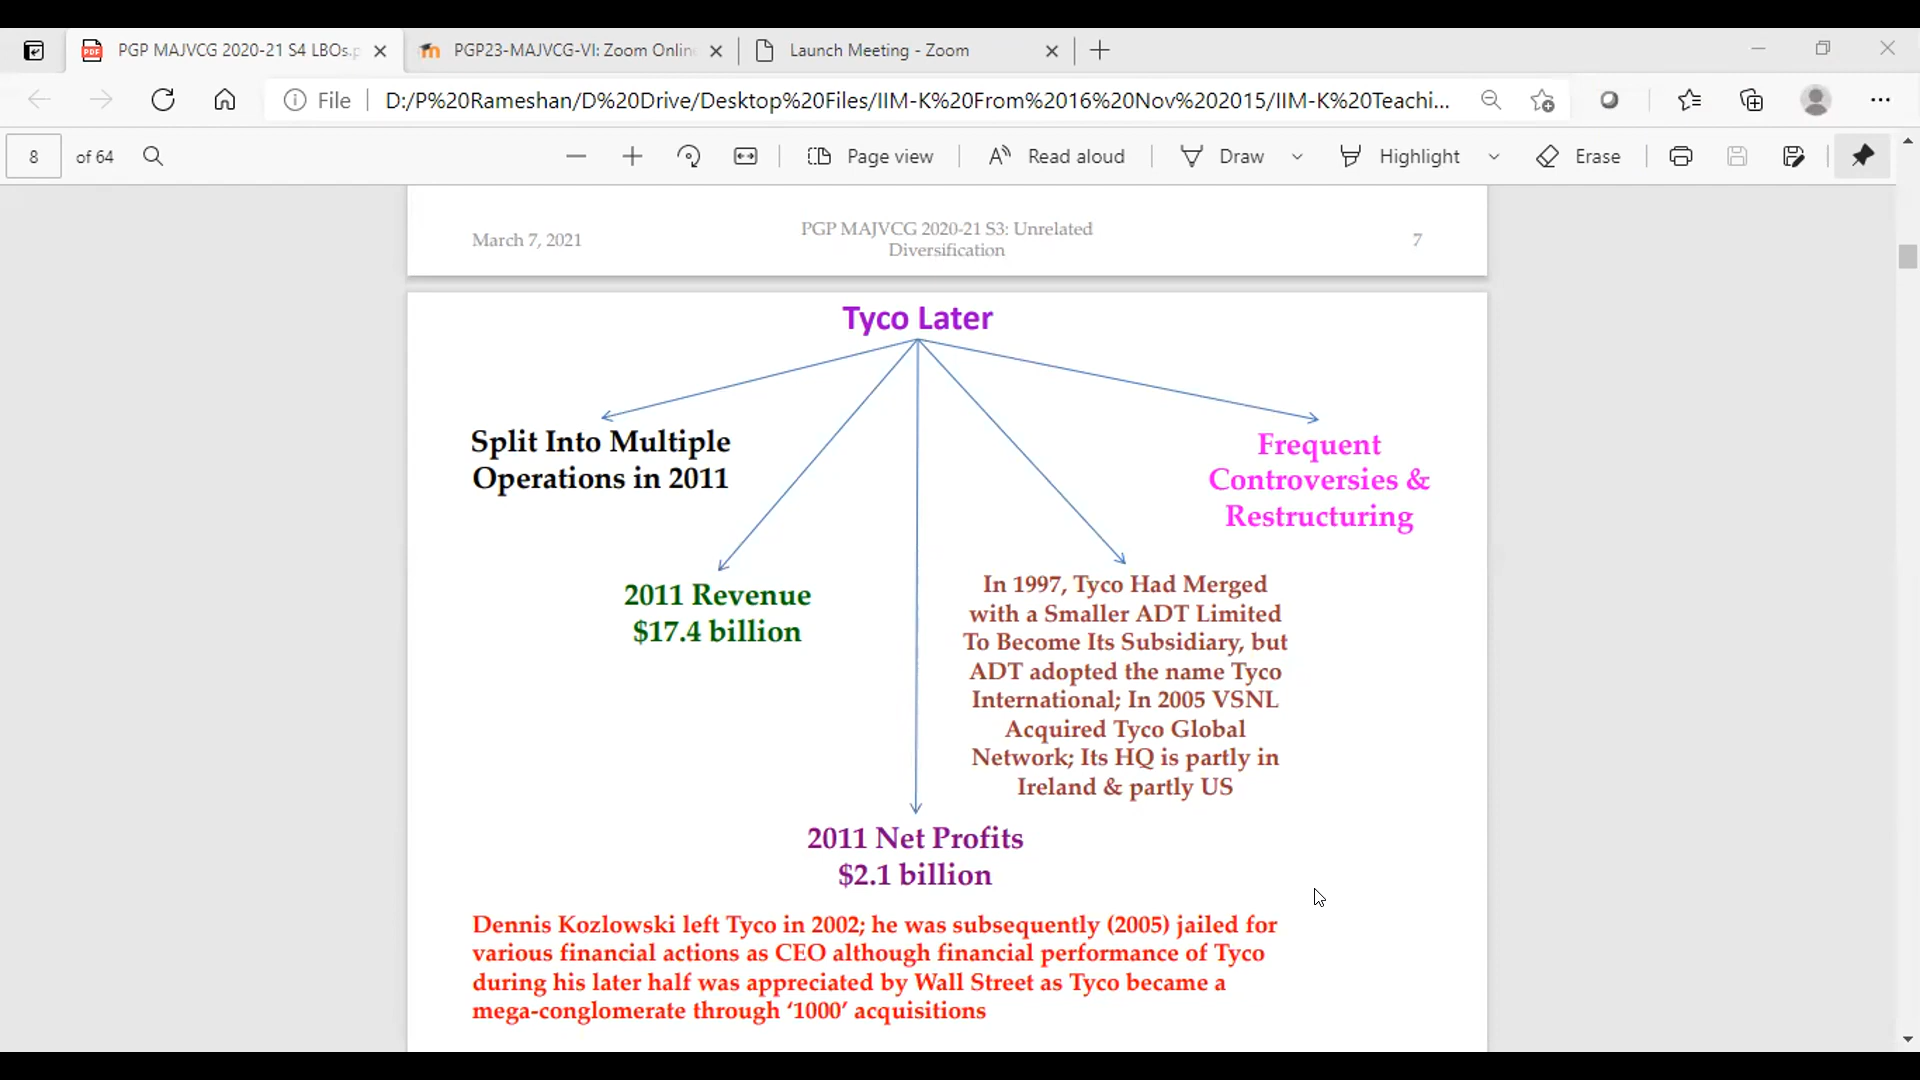 PGP MAJVCG 2020-21 S4 LBOs.p
PGP23-MAJVCG-VI: Zoom Onlin
Launch Meeting - Zoom
File
D:/P%20Rameshan/D%20Drive/Desktop%20Files/IIM-K%20From%2016%20Nov%202015/IIM-K%20Teachi...
8 of 64
Page view
Read aloud
Draw
Highlight
Erase
March 7, 2021
PGP MAJVCG 2020-21 S3: Unrelated
Diversification
7
Tyco Later
Split Into Multiple
Operations in 2011
Frequent
Controversies &
Restructuring
2011 Revenue
$17.4 billion
In 1997, Tyco Had Merged
with a Smaller ADT Limited
To Become Its Subsidiary, but
ADT adopted the name Tyco
International; In 2005 VSNL
Acquired Tyco Global
Network; Its HQ is partly in
Ireland & partly US
2011 Net Profits
$2.1 billion
Dennis Kozlowski left Tyco in 2002; he was subsequently (2005) jailed for
various financial actions as CEO although financial performance of Tyco
during his later half was appreciated by Wall Street as Tyco became a
mega-conglomerate through ‘1000’ acquisitions